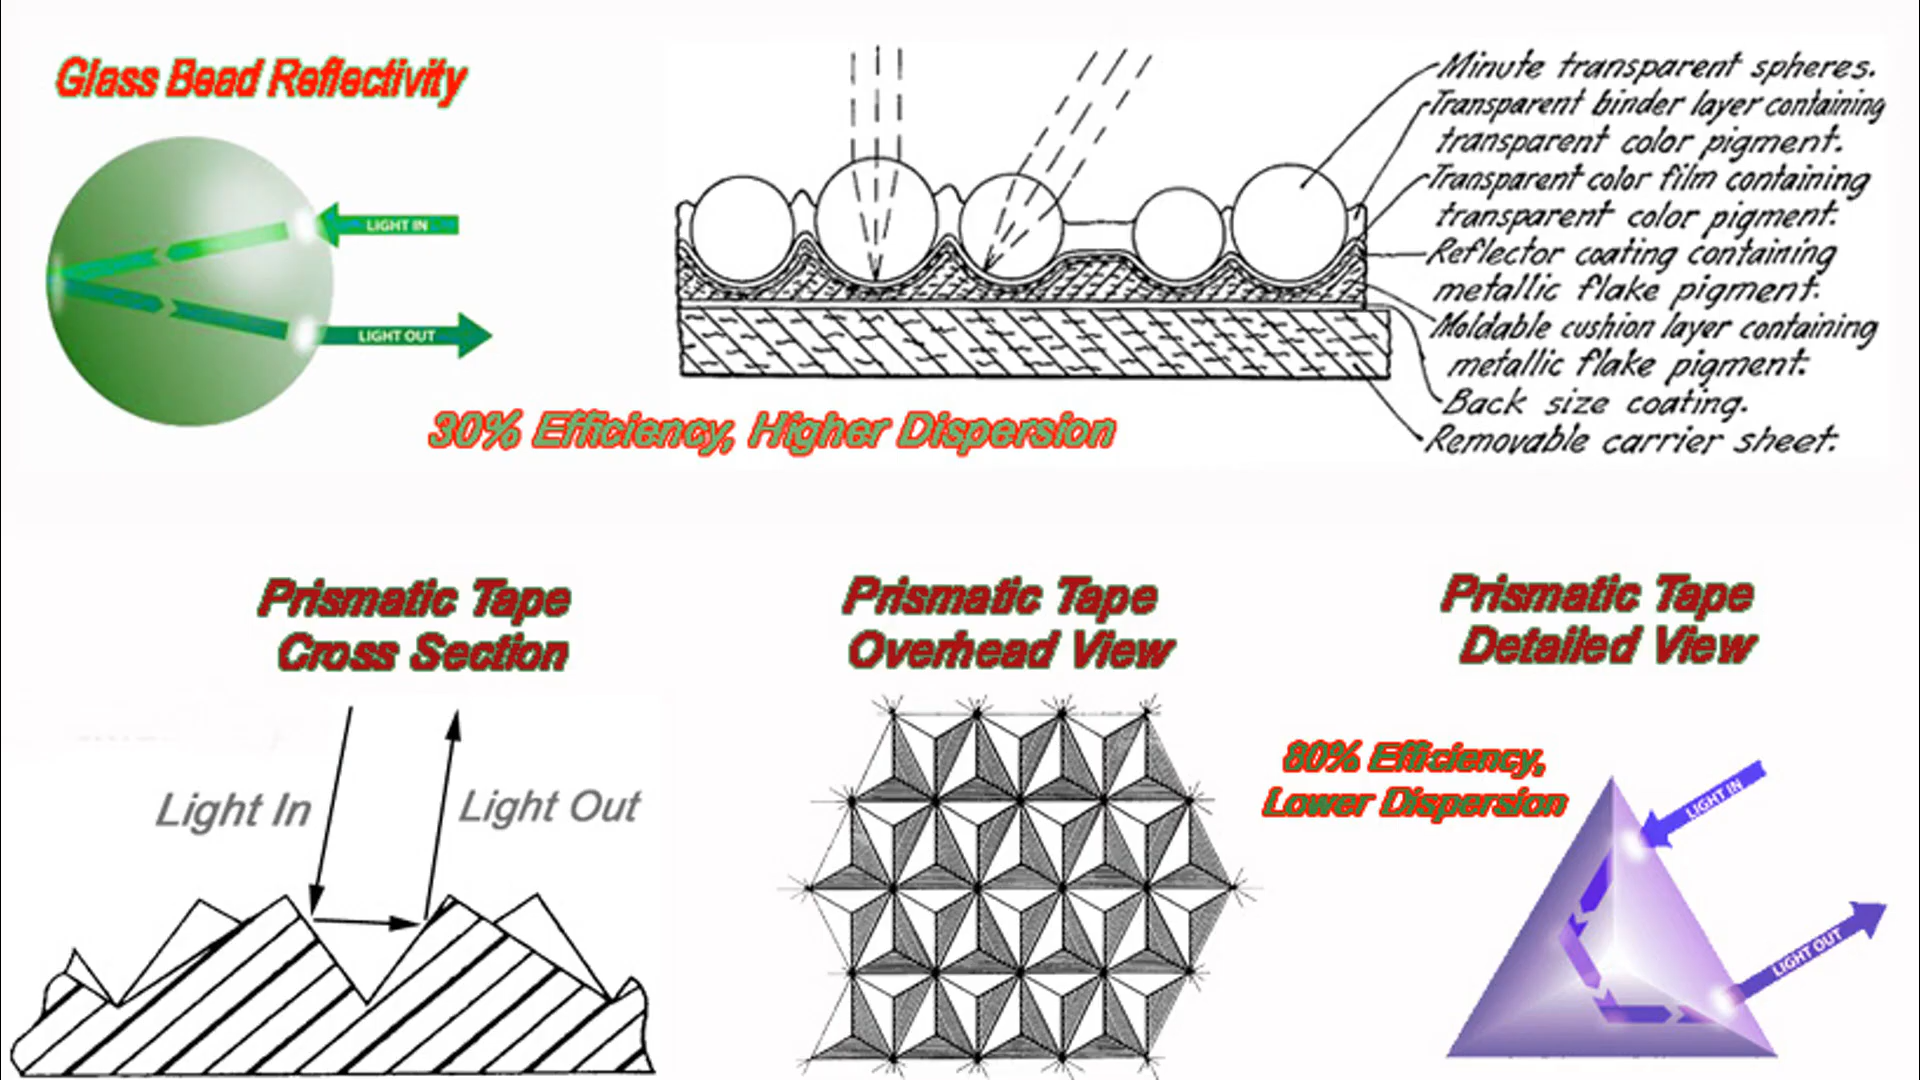 Glass Bead Reflectivity
LIGHT IN
LIGHT OUT
30% Efficiency, Higher Dispersion
Minute transparent spheres.
Transparent binder layer containing
transparent color pigment.
Transparent color film containing
transparent color pigment.
Reflector coating containing
metallic flake pigment.
Moldable cushion layer containing
metallic flake pigment.
Back size coating.
Removable carrier sheet.
Prismatic Tape
Cross Section
Light In
Light Out
Prismatic Tape
Overhead View
Prismatic Tape
Detailed View
80% Efficiency,
Lower Dispersion
LIGHT IN
LIGHT OUT